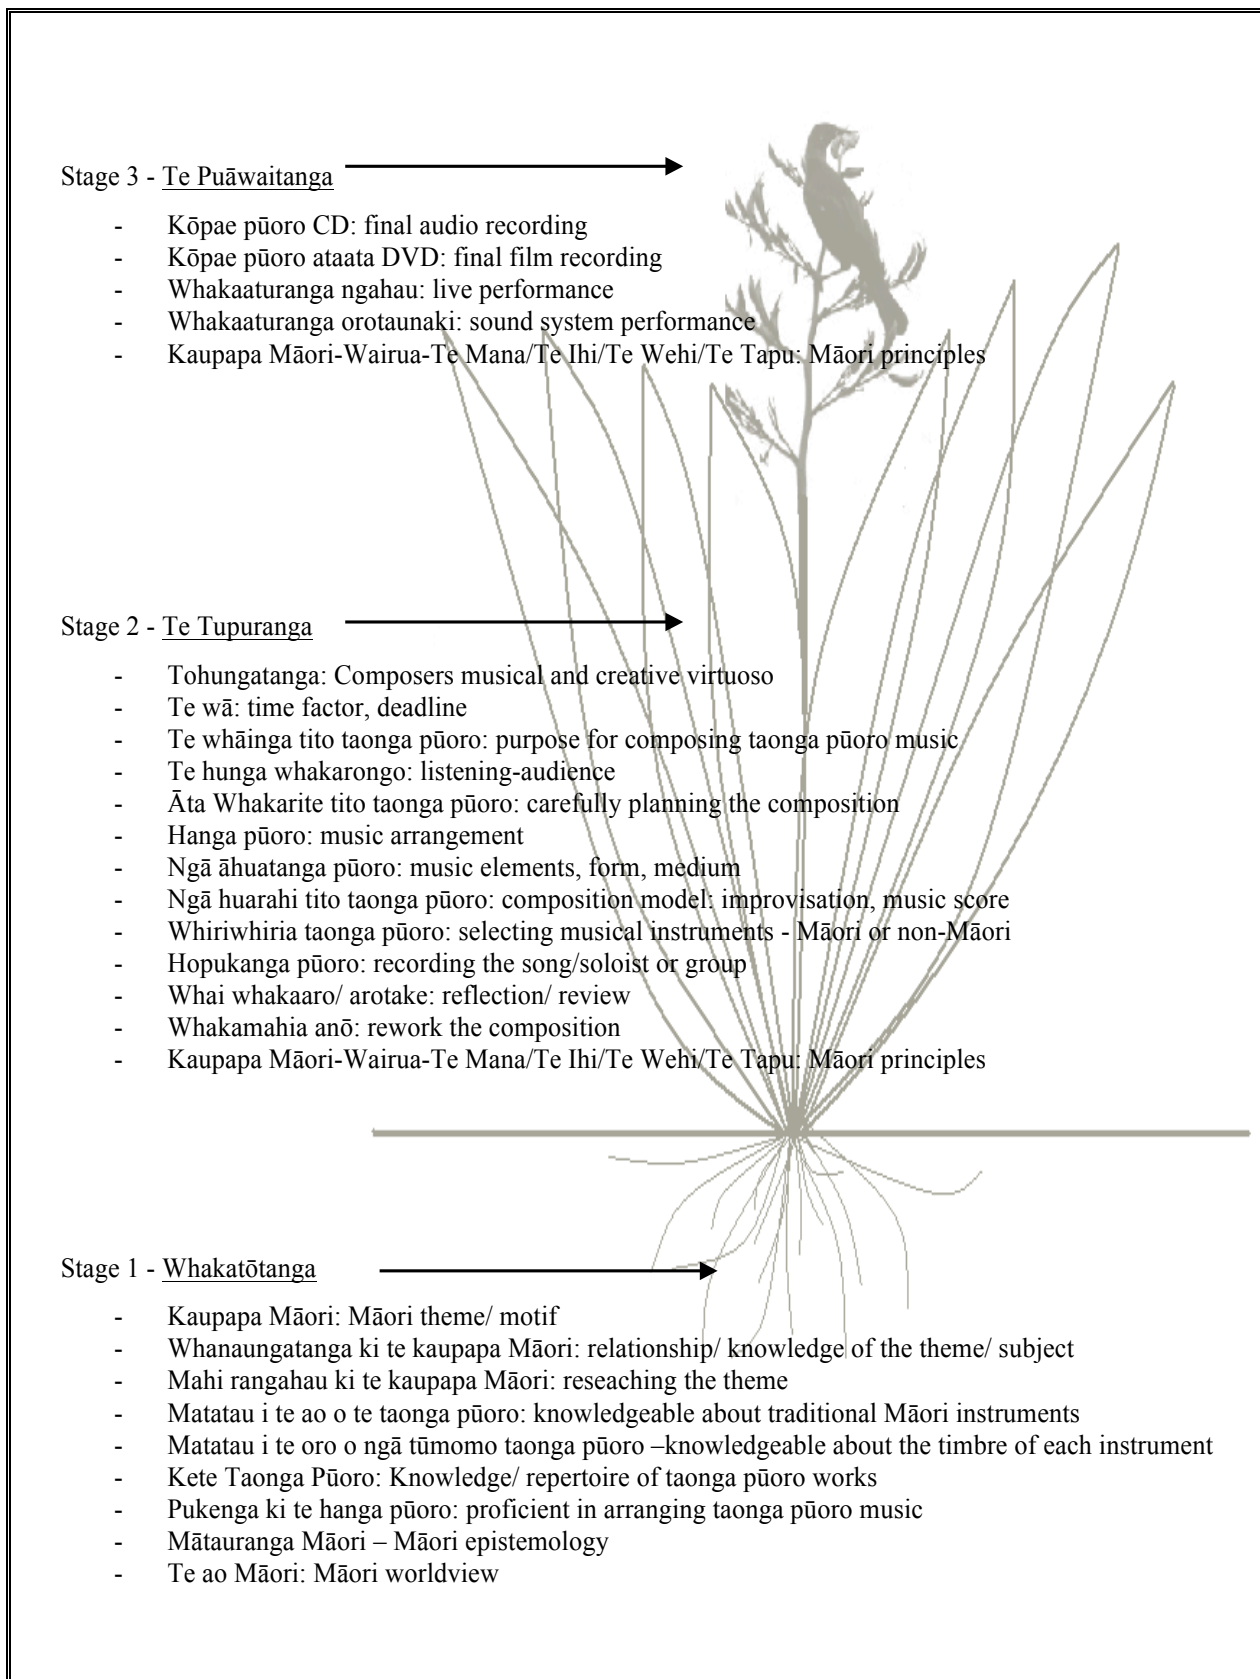 Stage 3 - Te Puāwaitanga
- Kōpae pūoro CD: final audio recording
- Kōpae pūoro ataata DVD: final film recording
- Whakaaturanga ngahau: live performance
- Whakaaturanga orotaunaki: sound system performance
- Kaupapa Māori-Wairua-Te Mana/Te Ihi/Te Wehi/Te Tapu: Māori principles
Stage 2 - Te Tupuranga
- Tohungatanga: Composers musical and creative virtuoso
- Te wā: time factor, deadline
- Te whāinga tito taonga pūoro: purpose for composing taonga pūoro music
- Te hunga whakarongo: listening-audience
- Āta Whakarite tito taonga pūoro: carefully planning the composition
- Hanga pūoro: music arrangement
- Ngā āhuatanga pūoro: music elements, form, medium
- Ngā huarahi tito taonga pūoro: composition model: improvisation, music score
- Whiriwhiria taonga pūoro: selecting musical instruments - Māori or non-Māori
- Hopukanga pūoro: recording the song/soloist or group
- Whai whakaaro/ arotake: reflection/ review
- Whakamahia anō: rework the composition
- Kaupapa Māori-Wairua-Te Mana/Te Ihi/Te Wehi/Te Tapu: Māori principles
Stage 1 - Whakatōtanga
- Kaupapa Māori: Māori theme/ motif
- Whanaungatanga ki te kaupapa Māori: relationship/ knowledge of the theme/ subject
- Mahi rangahau ki te kaupapa Māori: reseaching the theme
- Matatau i te ao o te taonga pūoro: knowledgeable about traditional Māori instruments
- Matatau i te oro o ngā tūmomo taonga pūoro –knowledgeable about the timbre of each instrument
- Kete Taonga Pūoro: Knowledge/ repertoire of taonga pūoro works
- Pukenga ki te hanga pūoro: proficient in arranging taonga pūoro music
- Mātauranga Māori – Māori epistemology
- Te ao Māori: Māori worldview